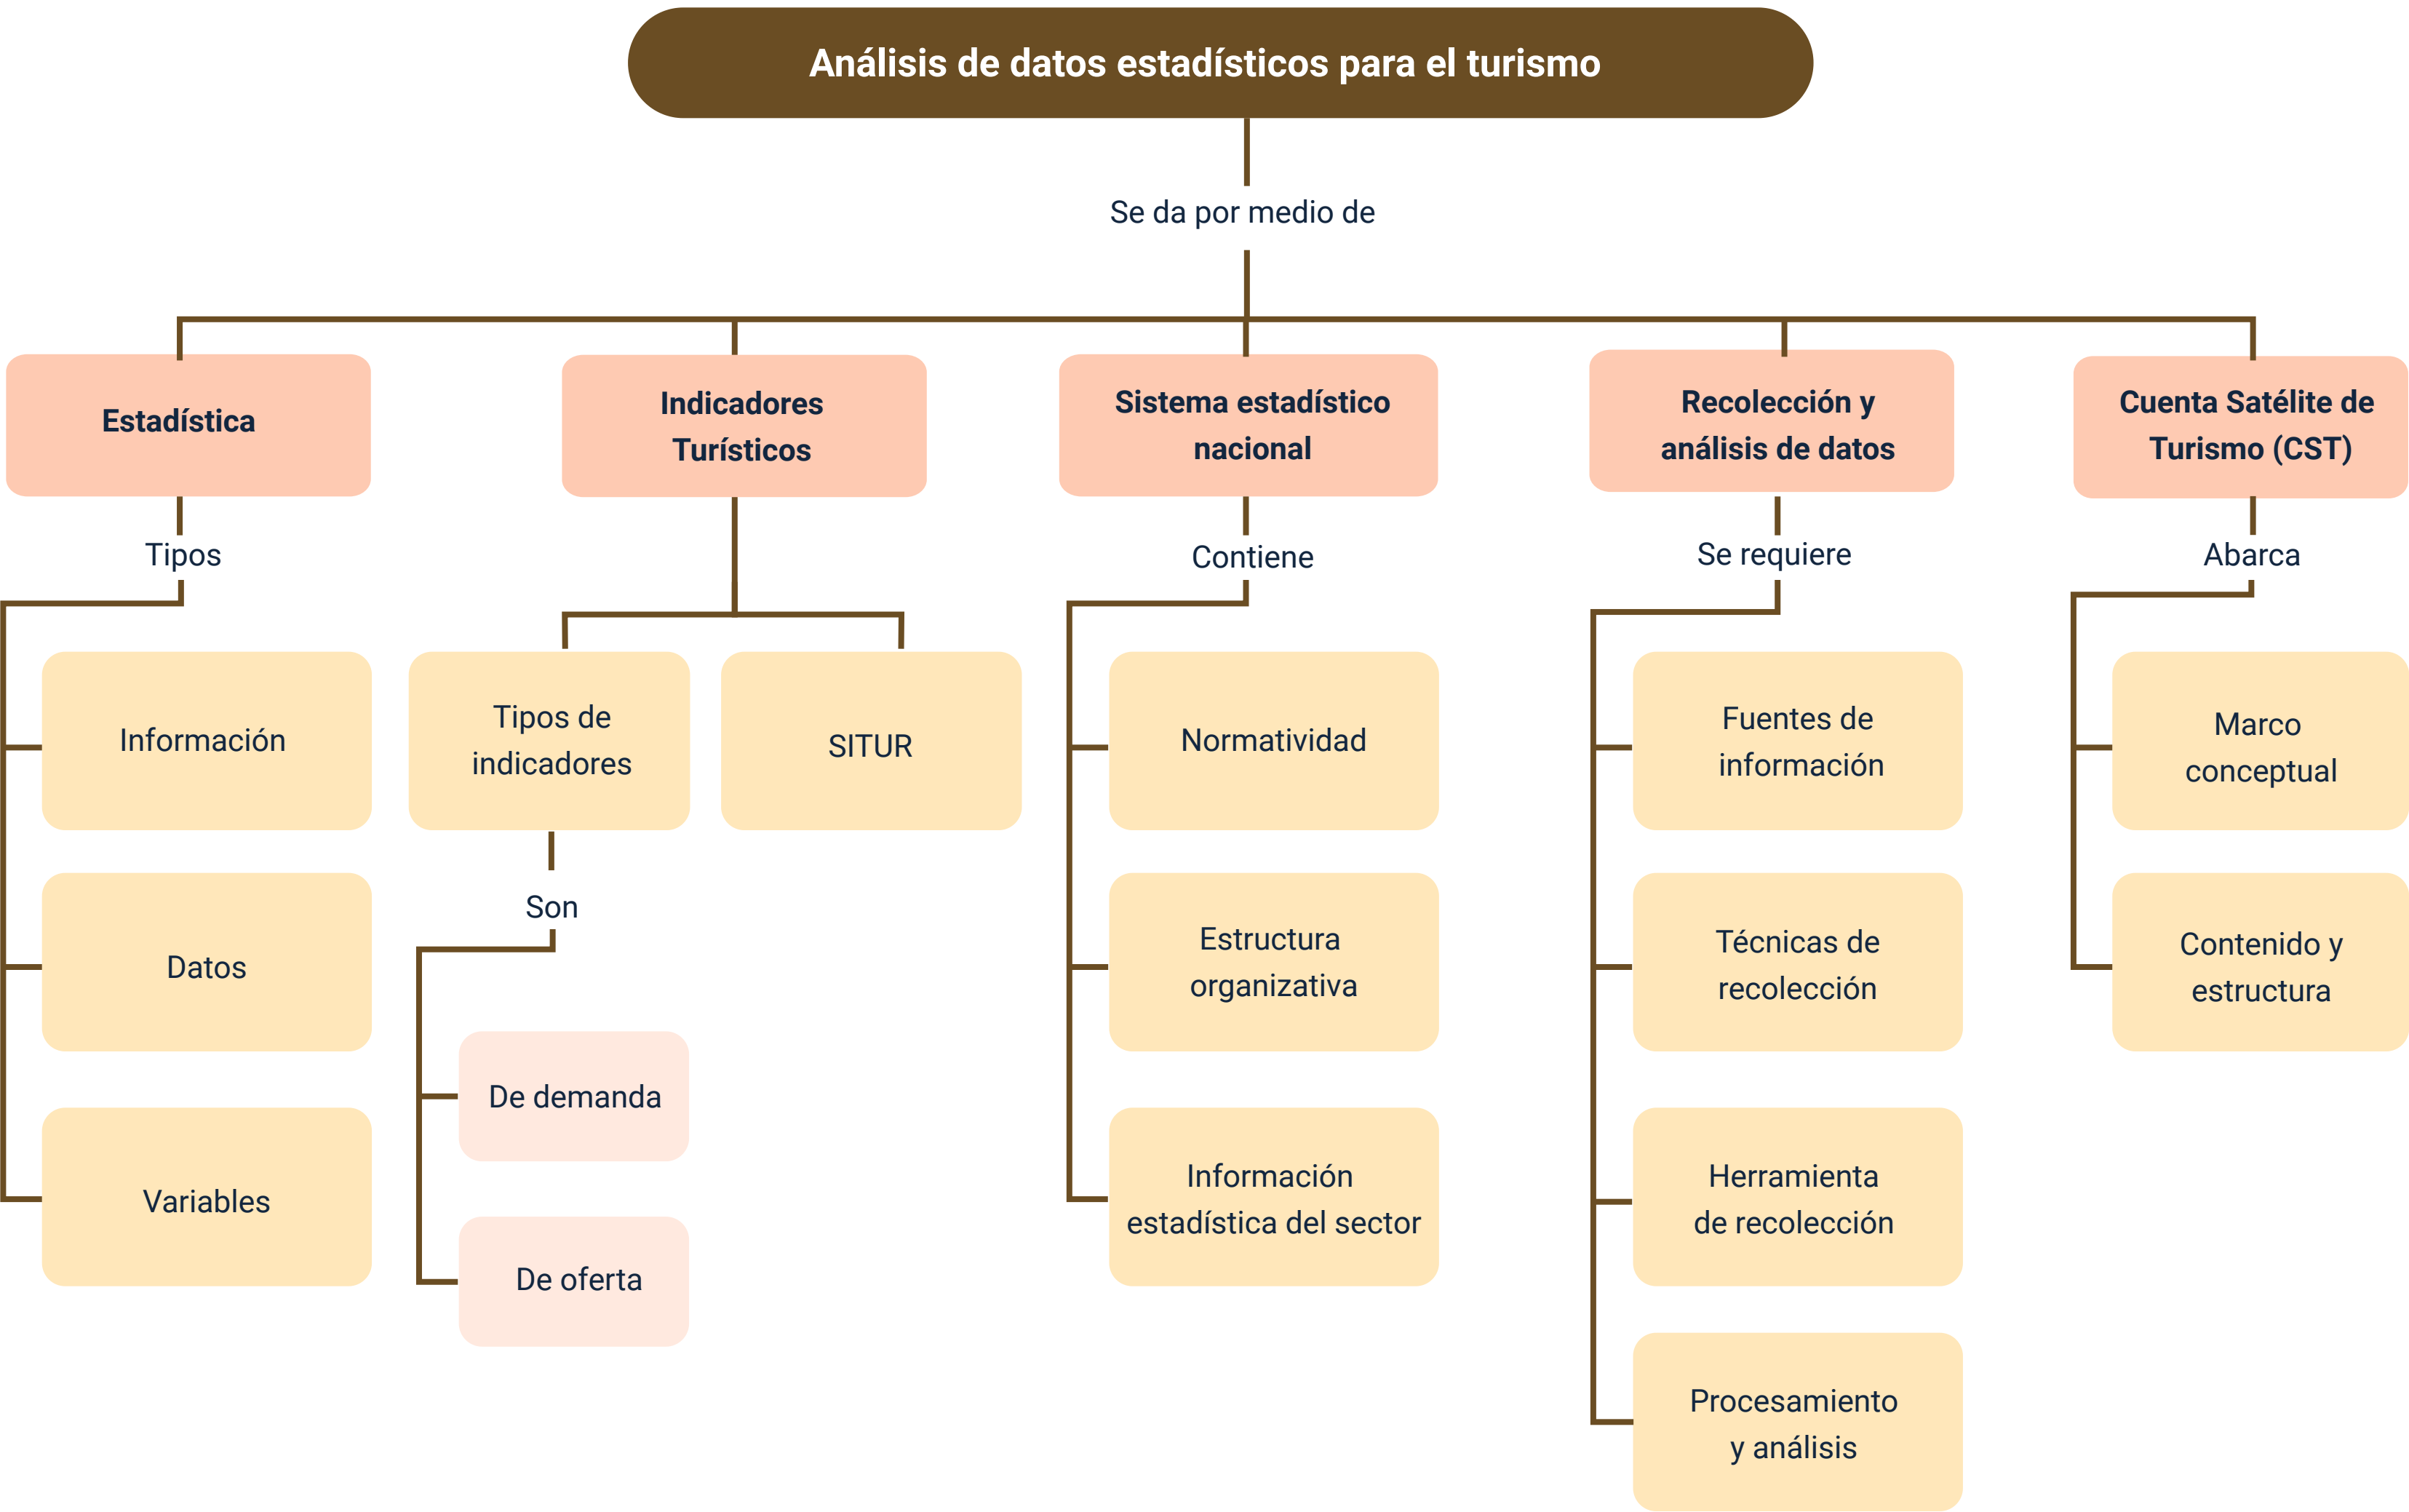 Análisis de datos estadísticos para el turismo
Se da por medio de
Estadística
Tipos
Información
Datos
Variables
Indicadores
Turísticos
Tipos de
indicadores
Son
De demanda
De oferta
SITUR
Sistema estadístico
nacional
Contiene
Normatividad
Estructura
organizativa
Información
estadística del sector
Recolección y
análisis de datos
Se requiere
Fuentes de
información
Técnicas de
recolección
Herramienta
de recolección
Procesamiento
y análisis
Cuenta Satélite de
Turismo (CST)
Abarca
Marco
conceptual
Contenido y
estructura